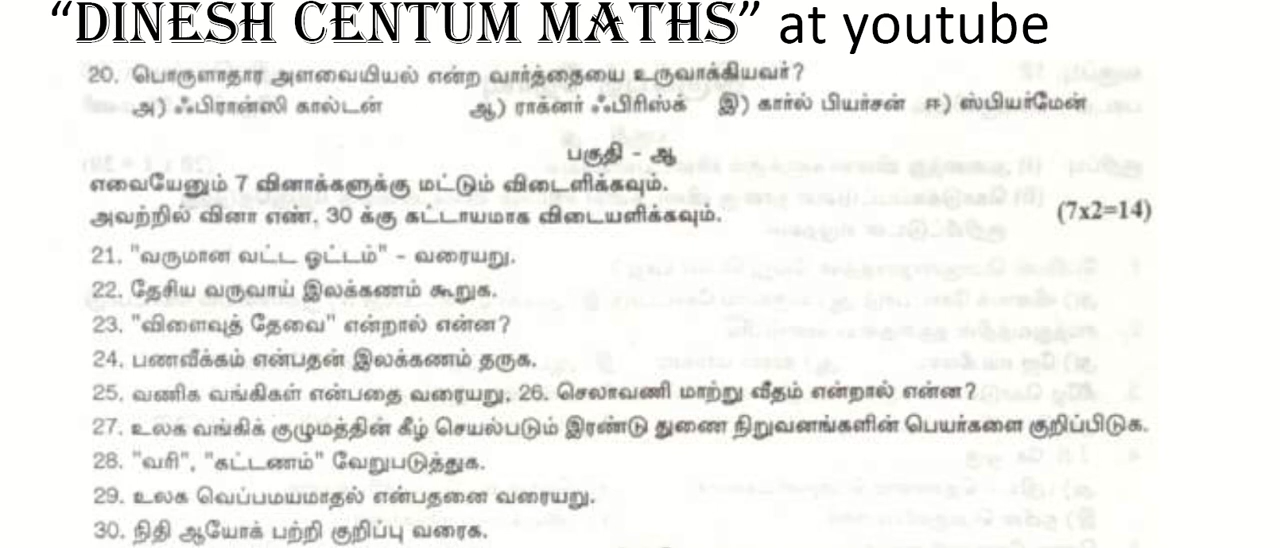 “DINESH CENTUM MATHS” at youtube
20. பொருளாதார அளவையியல் என்ற வார்த்தையை உருவாக்கியவர்?
அ) ஃபிரான்ஸி கால்டன் ஆ) ராக்னர் ஃபிரிஸ்க் இ) கார்ல் பியர்சன் ஈ) ஸ்பியர்மேன்
பகுதி - ஆ
எவையேனும் 7 வினாக்களுக்கு மட்டும் விடைளிக்கவும்.
அவற்றில் வினா எண். 30 க்கு கட்டாயமாக விடையளிக்கவும். (7x2=14)
21. "வருமான வட்ட ஓட்டம்" - வரையறு.
22. தேசிய வருவாய் இலக்கணம் கூறுக.
23. "விளைவுத் தேவை" என்றால் என்ன?
24. பணவீக்கம் என்பதன் இலக்கணம் தருக.
25. வணிக வங்கிகள் என்பதை வரையறு. 26. செலாவணி மாற்று வீதம் என்றால் என்ன?
27. உலக வங்கிக் குழுமத்தின் கீழ் செயல்படும் இரண்டு துணை நிறுவனங்களின் பெயர்களை குறிப்பிடுக.
28. "வரி", "கட்டணம்" வேறுபடுத்துக.
29. உலக வெப்பமயமாதல் என்பதனை வரையறு.
30. நிதி ஆயோக் பற்றி குறிப்பு வரைக.